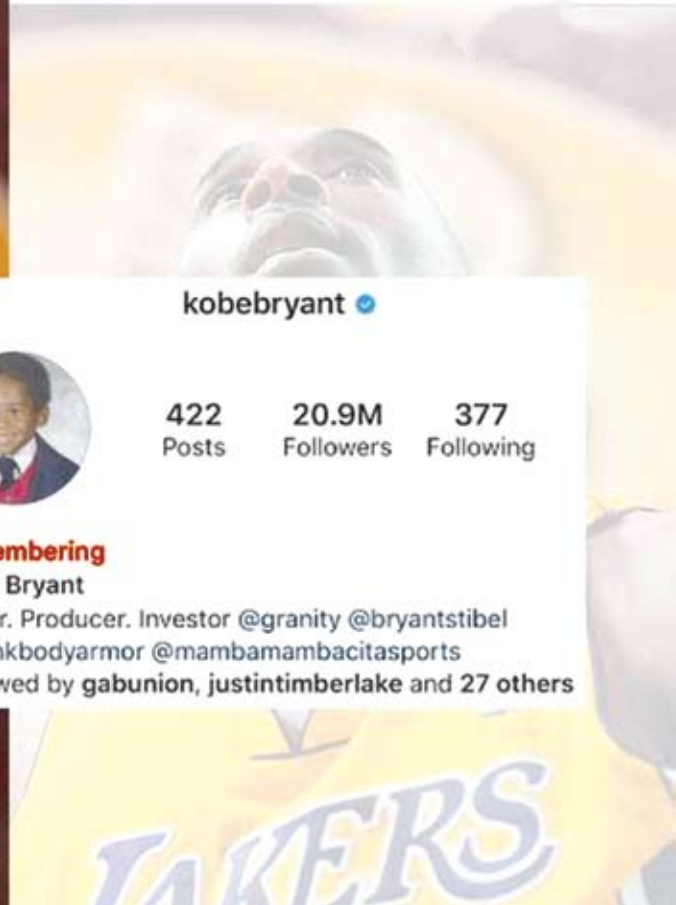 kobebryant
422 20.9M 377
Posts Followers Following
embering
Bryant
r. Producer. Investor @granity @bryantstibel
nkbodyarmor @mambamambacitasports
wed by gabunion, justintimberlake and 27 others
LAKERS